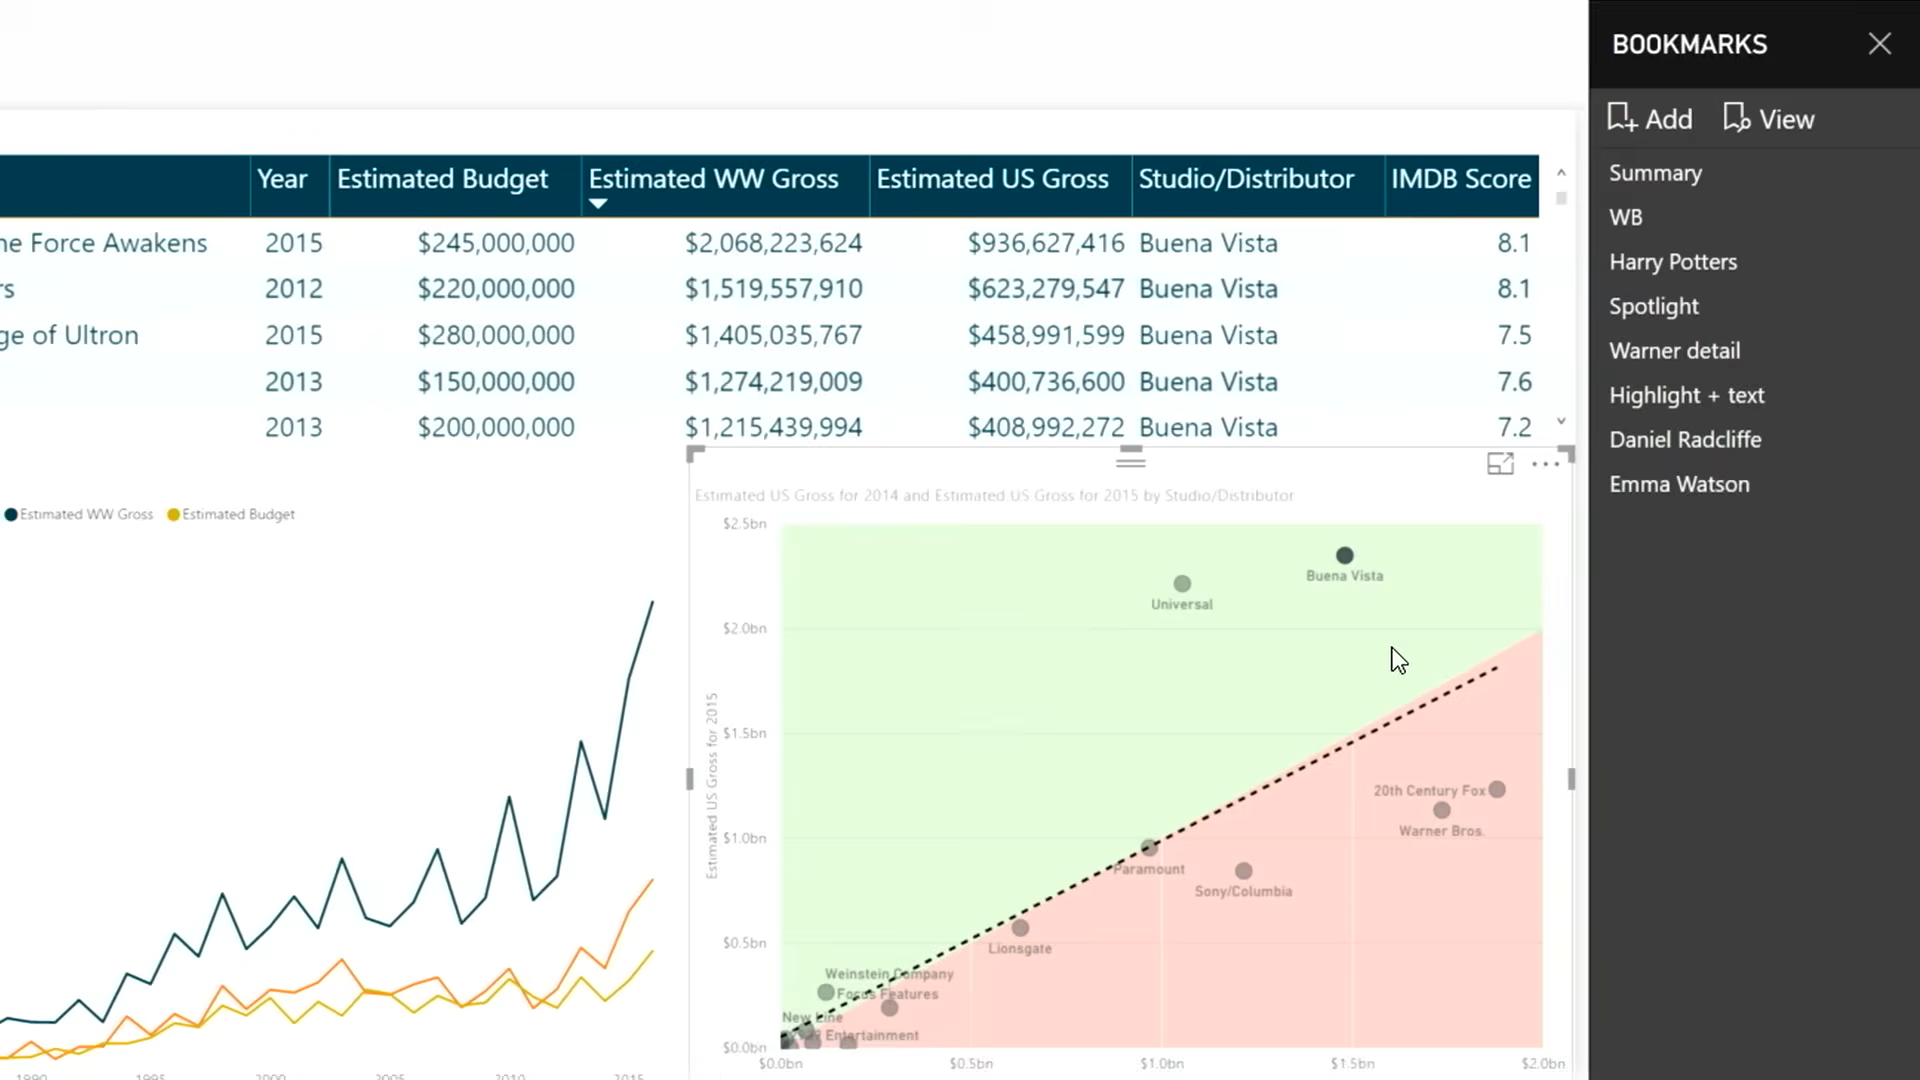 BOOKMARKS
Add View
Year Estimated Budget Estimated WW Gross Estimated US Gross Studio/Distributor IMDB Score
Summary
WB
ne Force Awakens 2015 $245,000,000 $2,068,223,624 $936,627,416 Buena Vista 8.1
Harry Potters
rs 2012 $220,000,000 $1,519,557,910 $623,279,547 Buena Vista 8.1
Spotlight
ge of Ultron 2015 $280,000,000 $1,405,035,767 $458,991,599 Buena Vista 7.5
Warner detail
2013 $150,000,000 $1,274,219,009 $400,736,600 Buena Vista 7.6
Highlight + text
2013 $200,000,000 $1,215,439,994 $408,992,272 Buena Vista 7.2
Daniel Radcliffe
Emma Watson
Estimated US Gross for 2014 and Estimated US Gross for 2015 by Studio/Distributor
Estimated WW Gross Estimated Budget
$2.5bn
Buena Vista
Universal
$2.0bn
Estimated US Gross for 2015
$1.5bn
20th Century Fox
Warner Bros.
$1.0bn
Paramount
Sony/Columbia
$0.5bn
Lionsgate
Weinstein Company
Focus Features
New Line
Entertainment
$0.0bn
$0.0bn $0.5bn $1.0bn $1.5bn $2.0bn
1990 1995 2000 2005 2010 2015